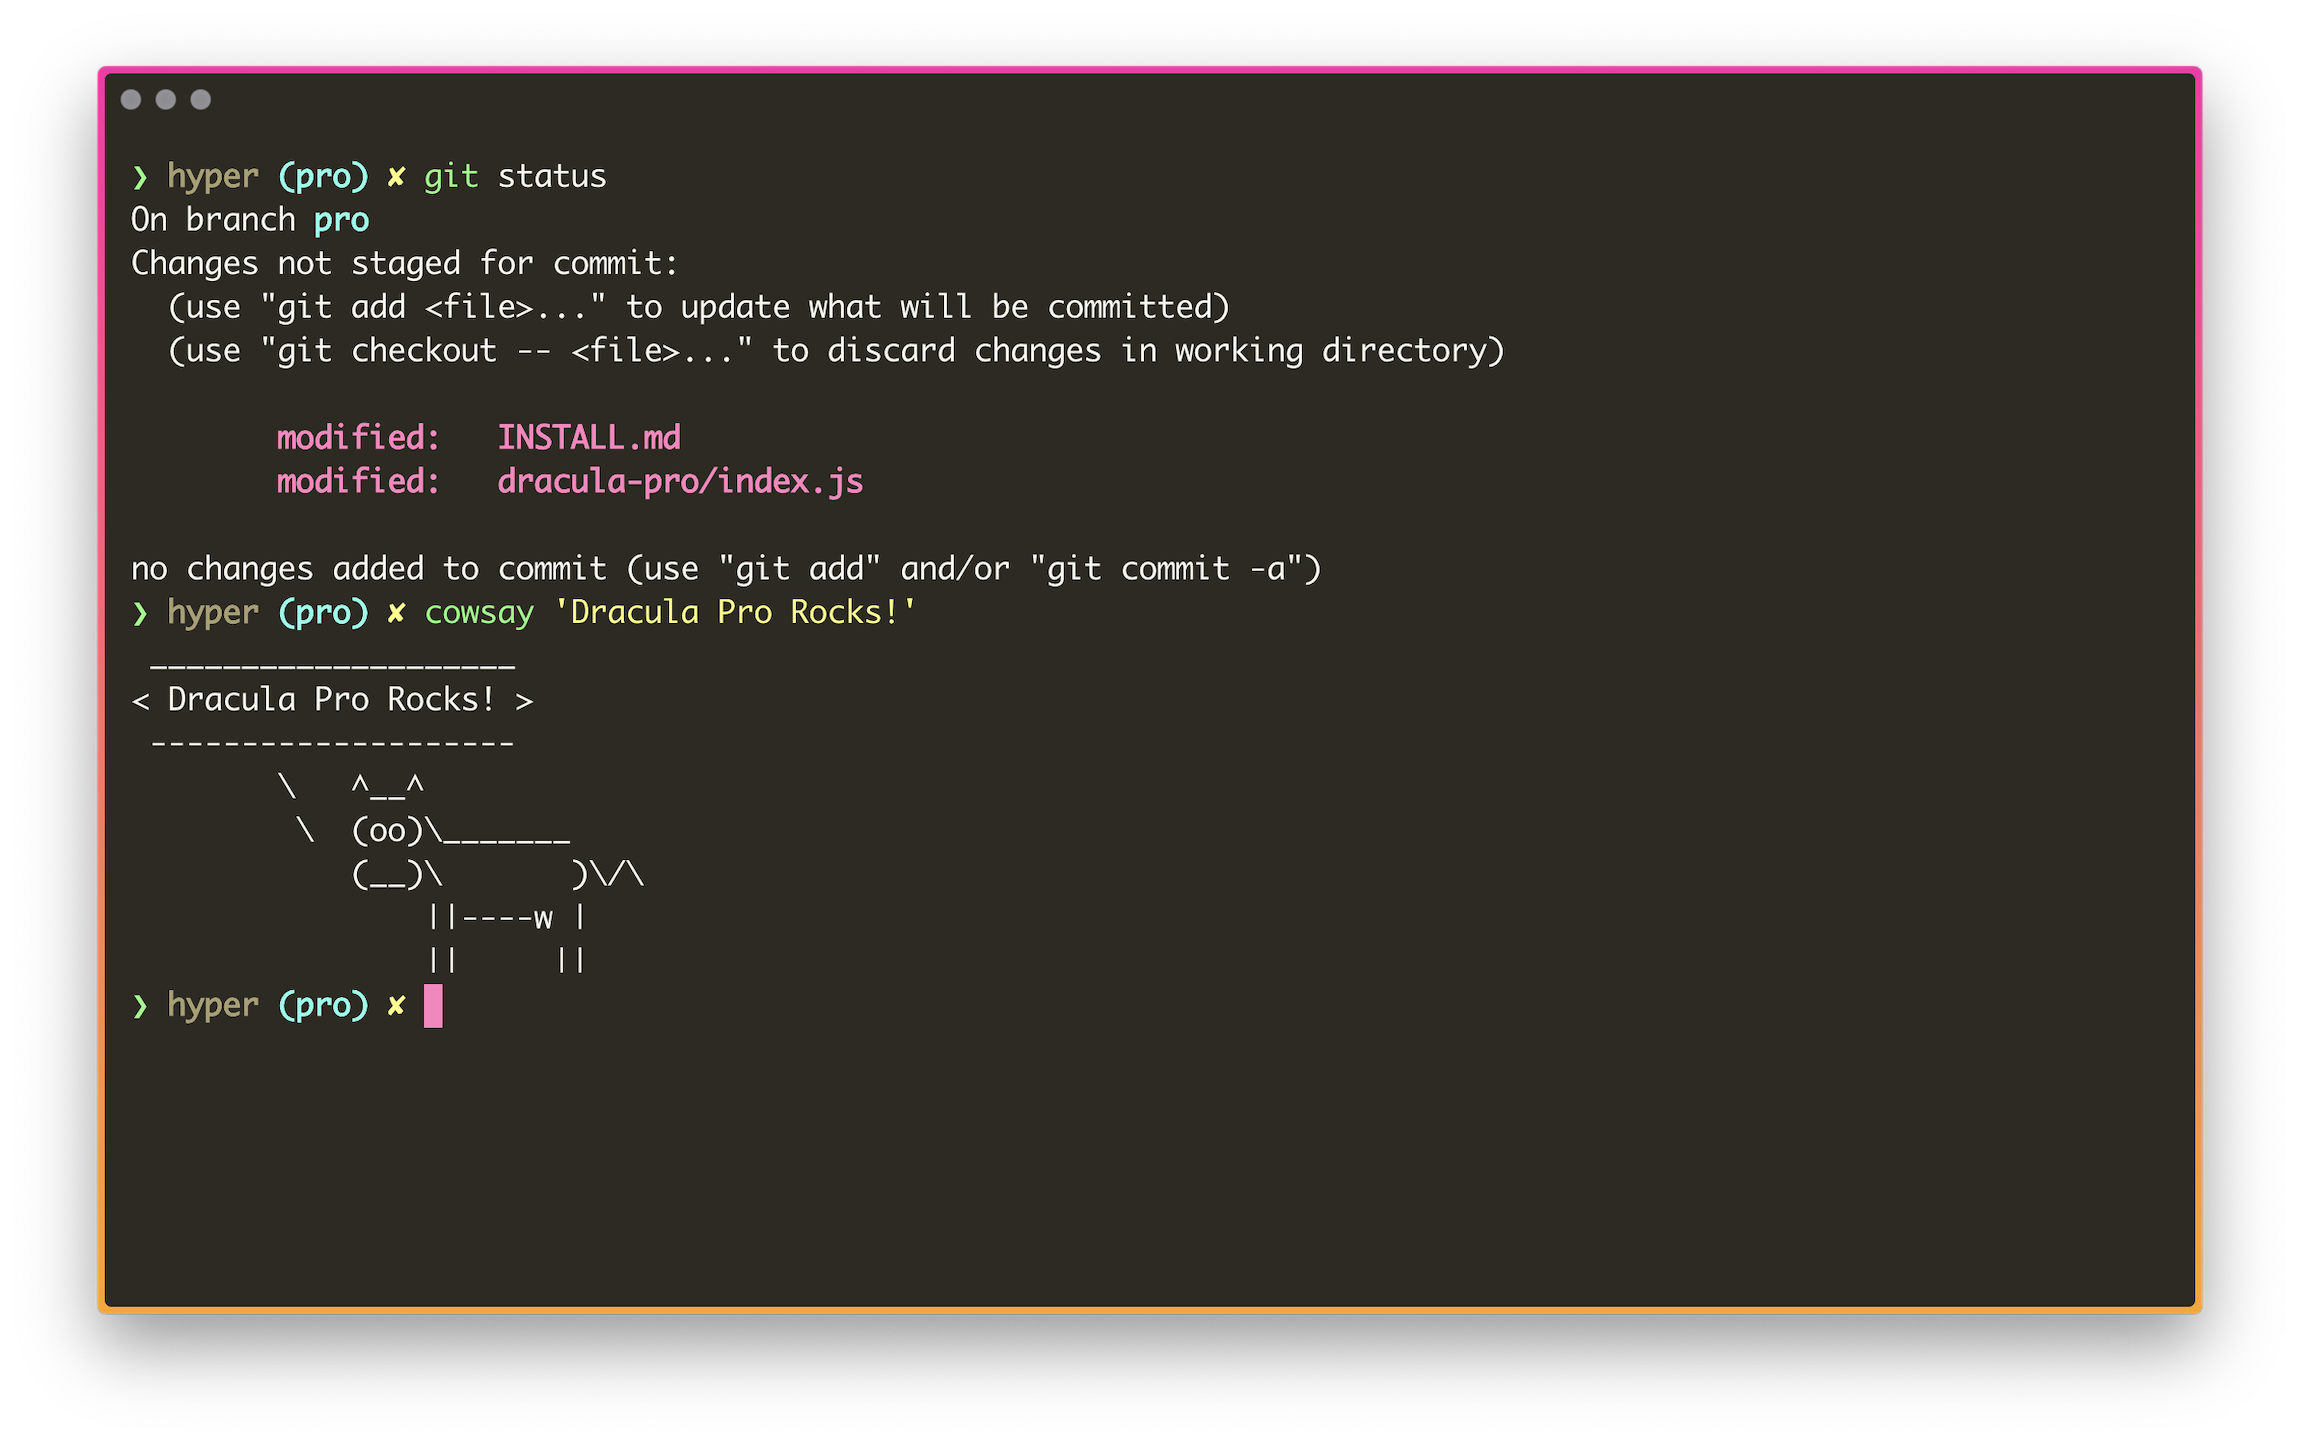 ❯ hyper (pro) ✘ git status
On branch pro
Changes not staged for commit:
  (use "git add <file>..." to update what will be committed)
  (use "git checkout -- <file>..." to discard changes in working directory)

        modified:   INSTALL.md
        modified:   dracula-pro/index.js

no changes added to commit (use "git add" and/or "git commit -a")
❯ hyper (pro) ✘ cowsay 'Dracula Pro Rocks!'
 ____________________
< Dracula Pro Rocks! >
 --------------------
        \   ^__^
         \  (oo)\_______
            (__)\       )\/\
                ||----w |
                ||     ||
❯ hyper (pro) ✘